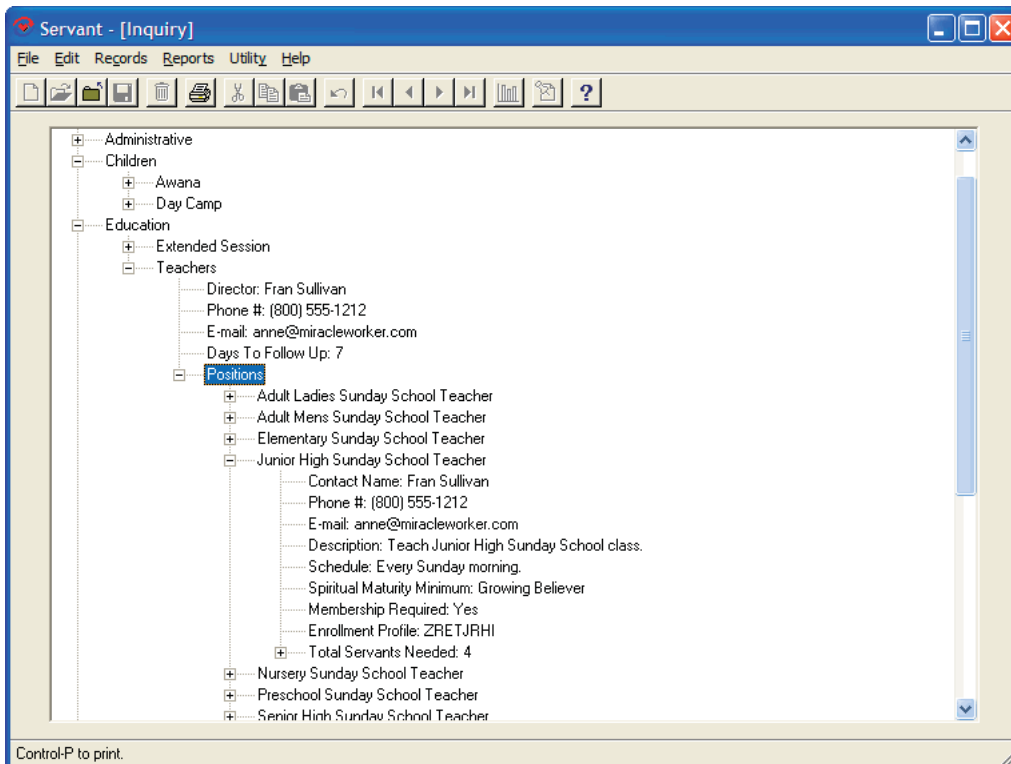 Servant - [Inquiry]
File Edit Records Reports Utility Help
?
Administrative
Children
Awana
Day Camp
Education
Extended Session
Teachers
Director: Fran Sullivan
Phone #: (800) 555-1212
E-mail: anne@miracleworker.com
Days To Follow Up: 7
Positions
Adult Ladies Sunday School Teacher
Adult Mens Sunday School Teacher
Elementary Sunday School Teacher
Junior High Sunday School Teacher
Contact Name: Fran Sullivan
Phone #: (800) 555-1212
E-mail: anne@miracleworker.com
Description: Teach Junior High Sunday School class.
Schedule: Every Sunday morning.
Spiritual Maturity Minimum: Growing Believer
Membership Required: Yes
Enrollment Profile: ZRETJRHI
Total Servants Needed: 4
Nursery Sunday School Teacher
Preschool Sunday School Teacher
Senior High Sunday School Teacher
Control-P to print.